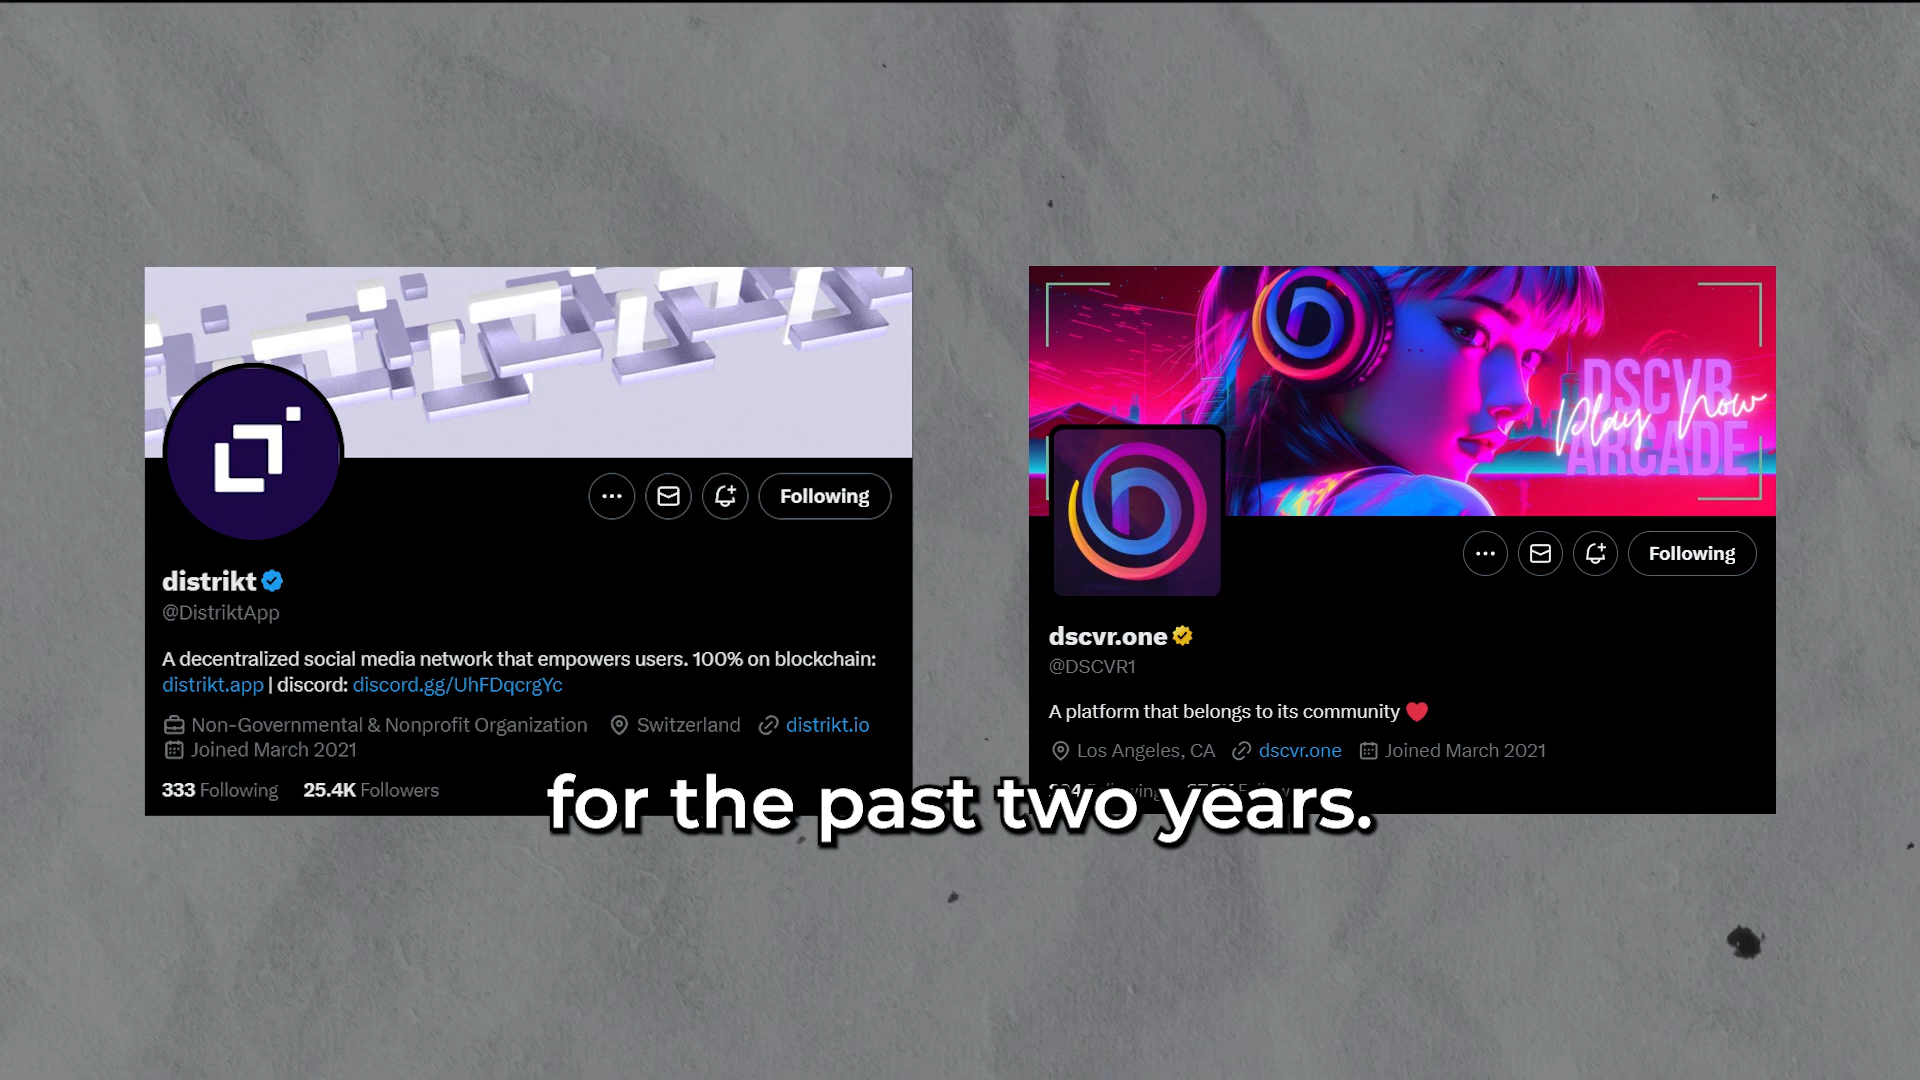 distrikt
@DistriktApp
A decentralized social media network that empowers users. 100% on blockchain:
distrikt.app | discord: discord.gg/UhFDqcrgYc
Non-Governmental & Nonprofit Organization Switzerland distrikt.io
Joined March 2021
333 Following 25.4K Followers
Following
DSCVR
Play Now
ARCADE
Following
dscvr.one
@DSCVR1
A platform that belongs to its community ❤️
Los Angeles, CA dscvr.one Joined March 2021
for the past two years.